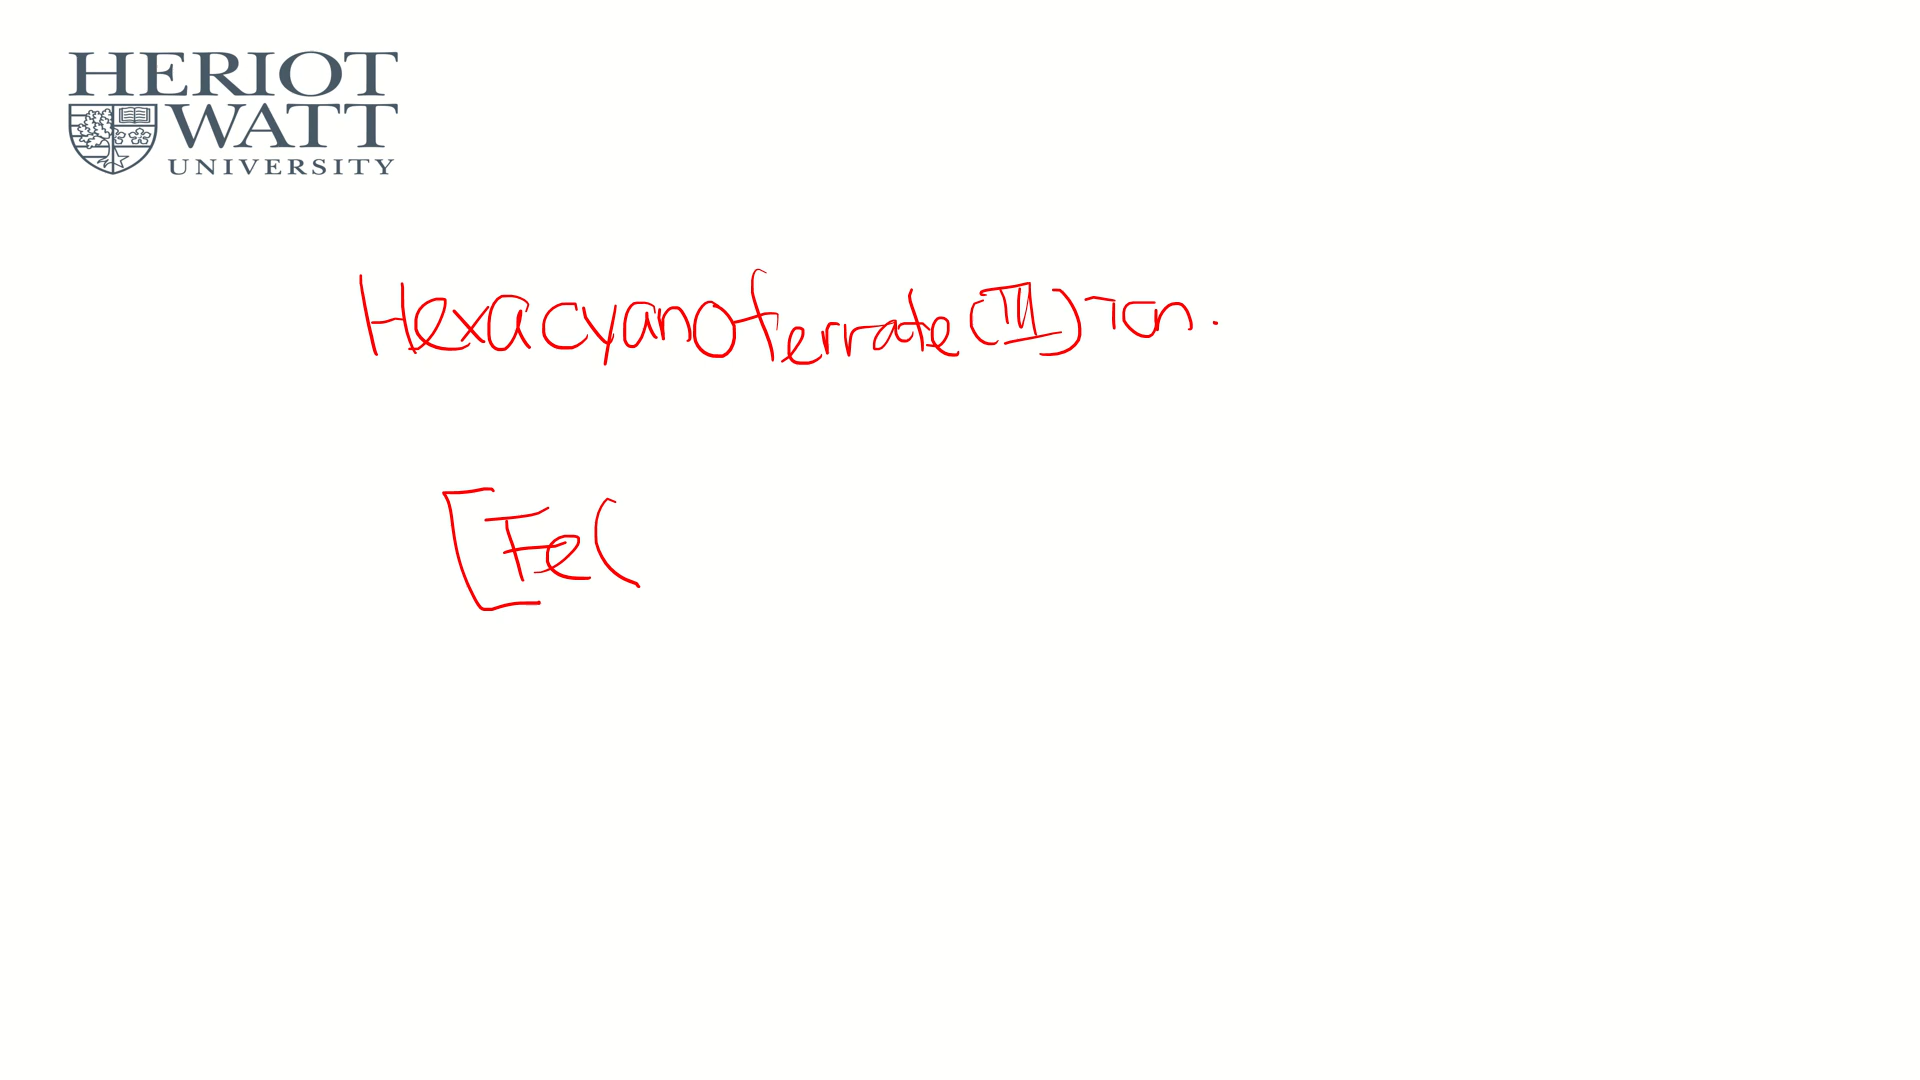 HERIOT
WATT
UNIVERSITY
Hexacyanoferrate (III) ion.
[Fe(